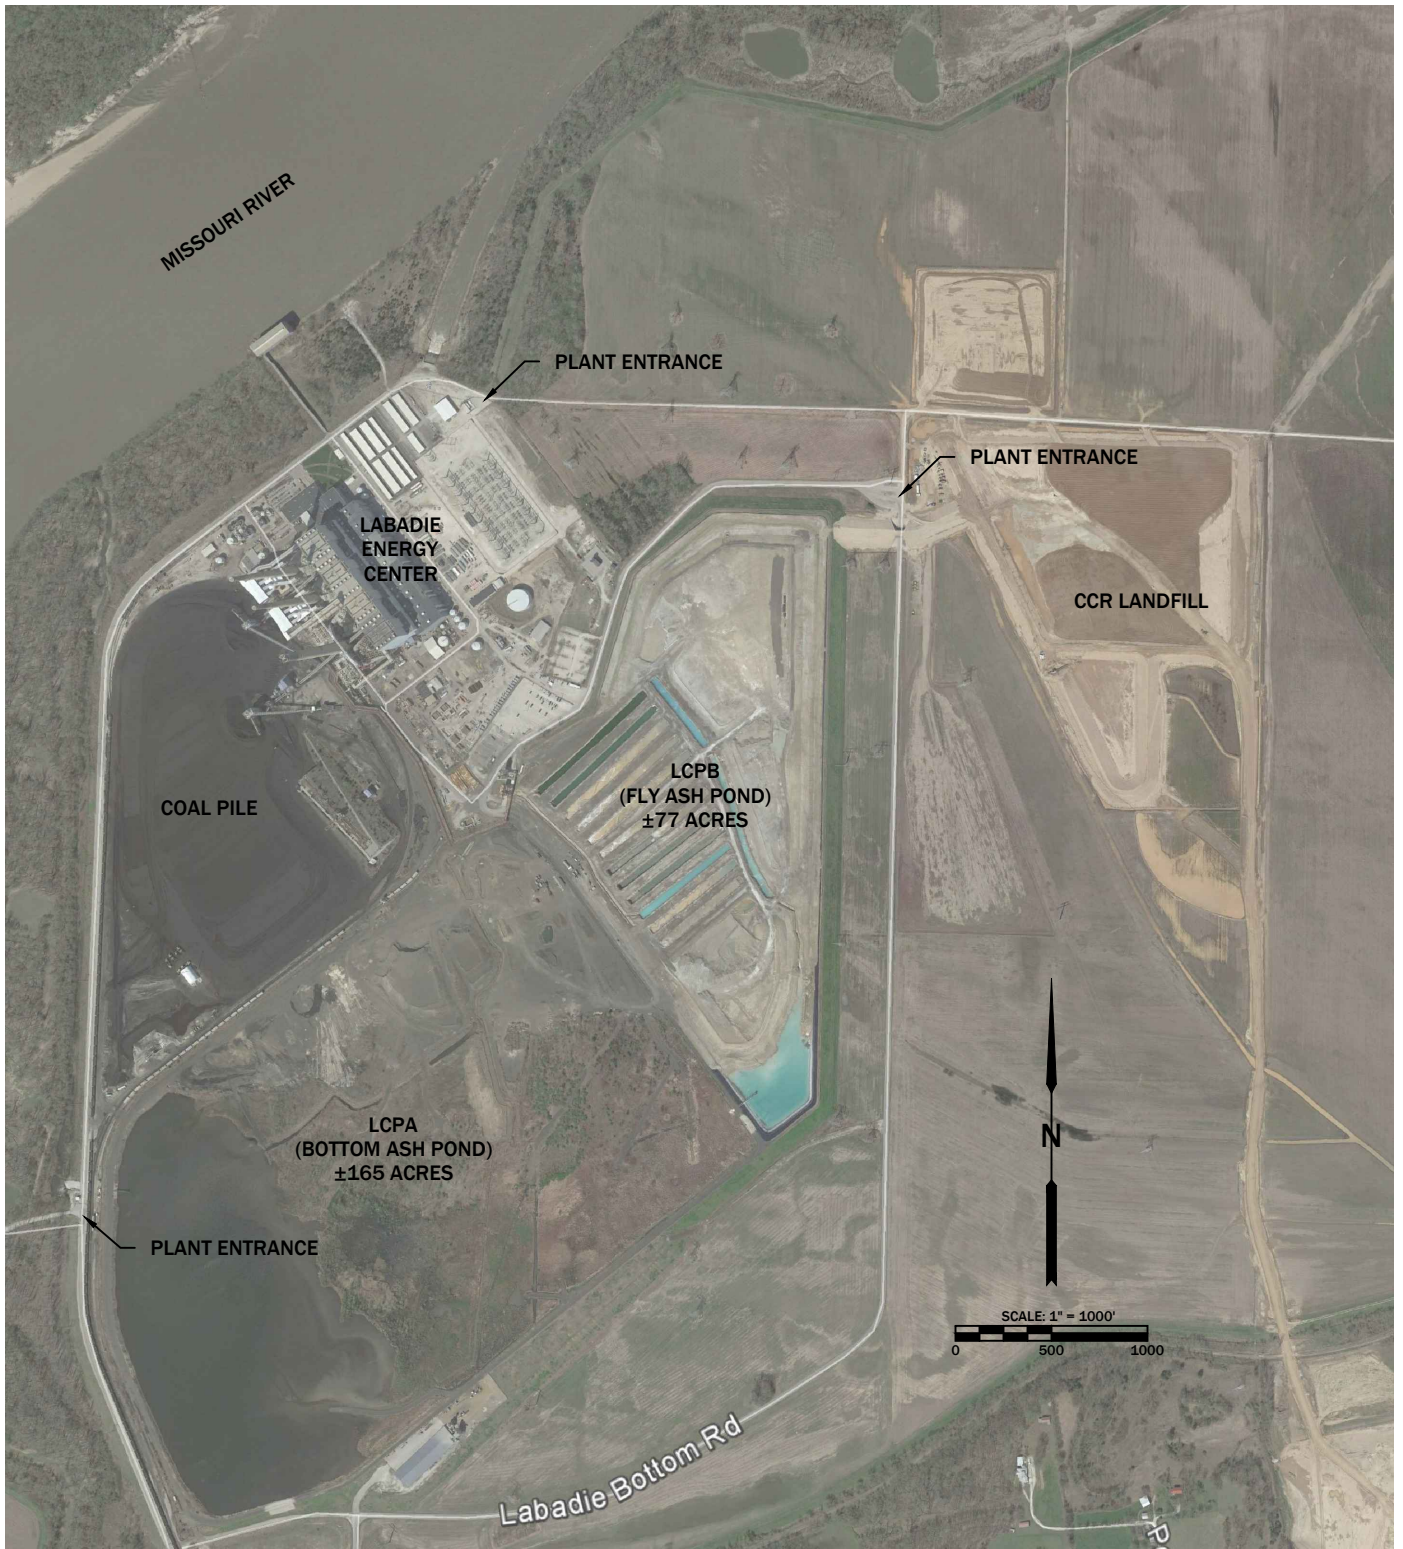 MISSOURI RIVER
PLANT ENTRANCE
PLANT ENTRANCE
LABADIE
ENERGY
CENTER
CCR LANDFILL
LCPB
(FLY ASH POND)
±77 ACRES
COAL PILE
LCPA
(BOTTOM ASH POND)
±165 ACRES
N
PLANT ENTRANCE
SCALE: 1" = 1000'
0 500 1000
Labadie Bottom Rd